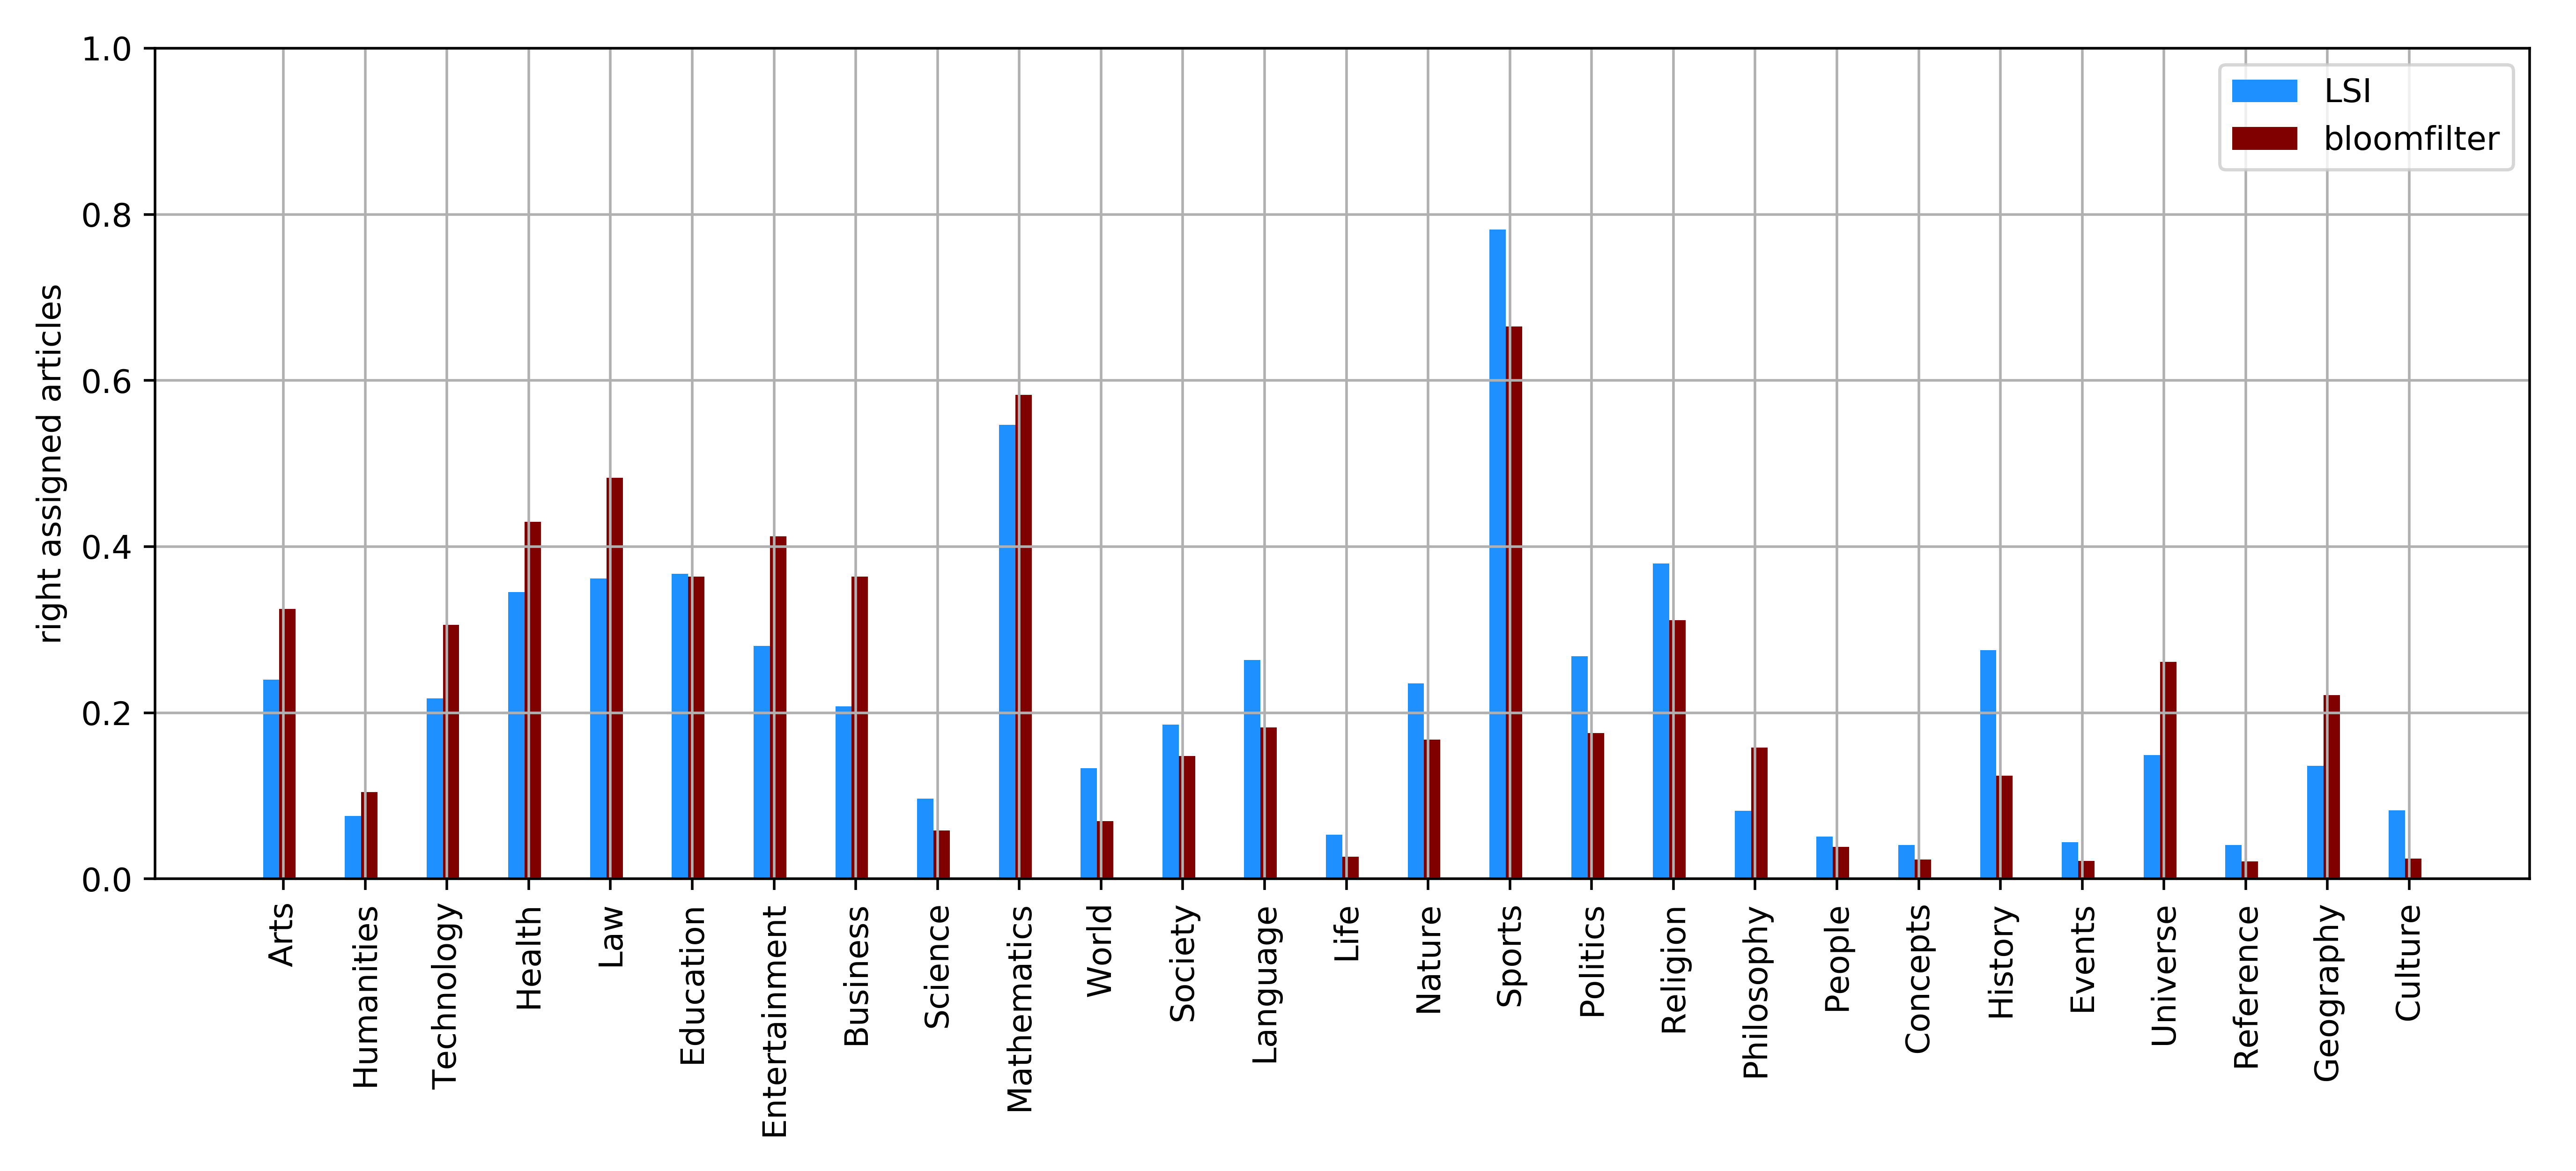 1.0
0.8
0.6
0.4
0.2
0.0
right assigned articles
LSI
bloomfilter
Arts
Humanities
Technology
Health
Law
Education
Entertainment
Business
Science
Mathematics
World
Society
Language
Life
Nature
Sports
Politics
Religion
Philosophy
People
Concepts
History
Events
Universe
Reference
Geography
Culture